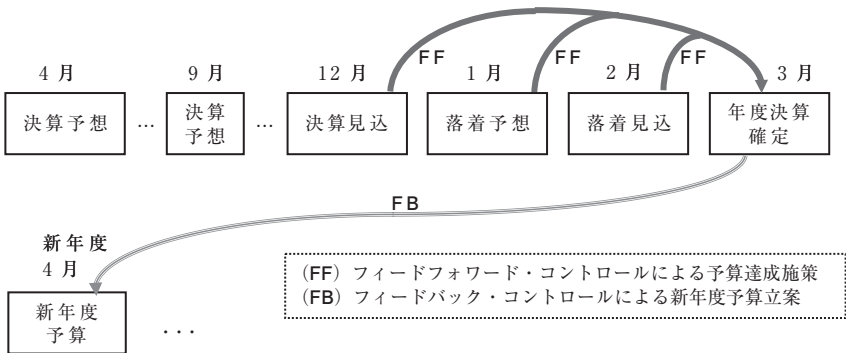 FF
FF
FF
4月
9月
12月
1月
2月
3月
決算予想
…
決算
予想
…
決算見込
落着予想
落着見込
年度決算
確定
FB
新年度
4月
新年度
予算
...
（FF）フィードフォワード・コントロールによる予算達成施策
（FB）フィードバック・コントロールによる新年度予算立案